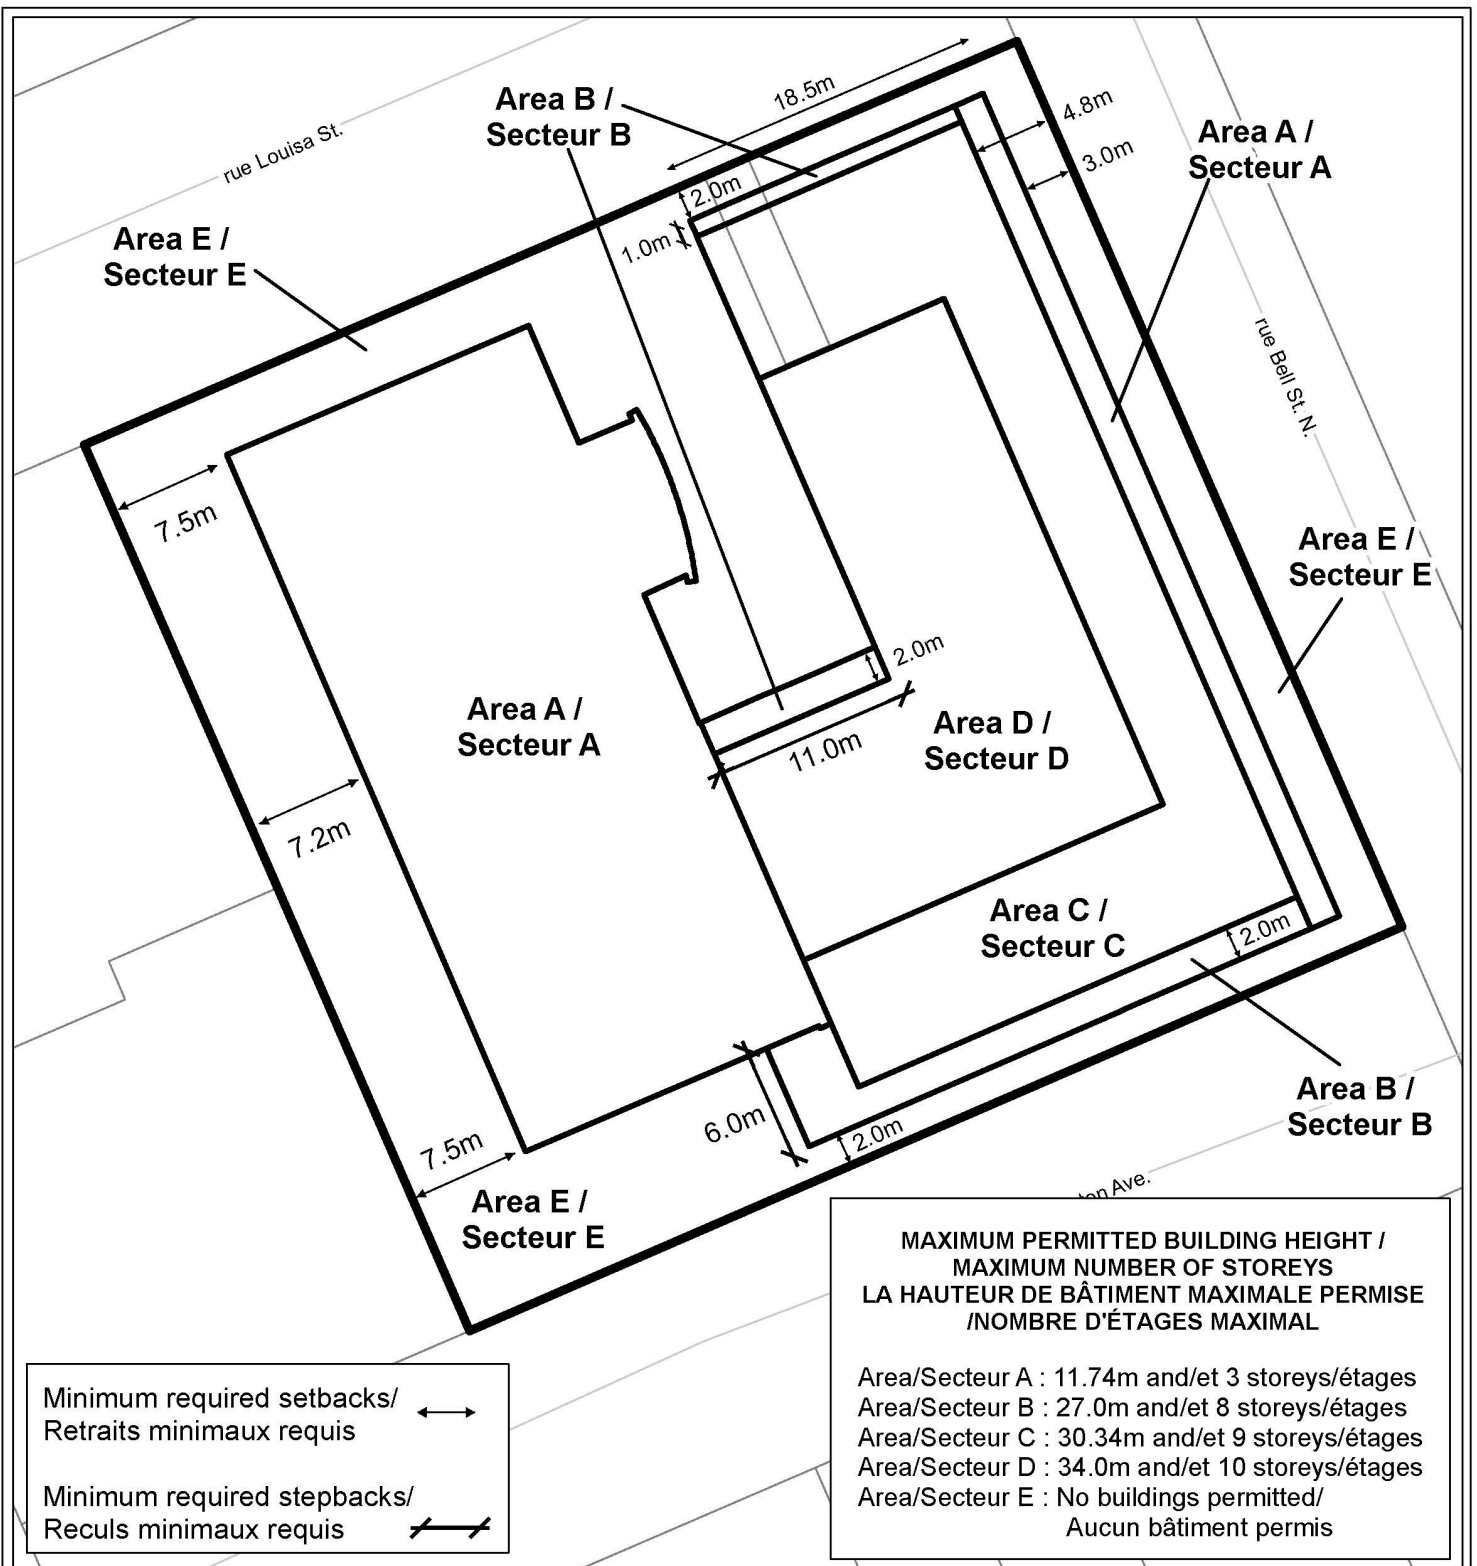 18.5m
Area B /
Secteur B
4.8m
Area A /
Secteur A
3.0m
rue Louisa St.
2.0m
1.0m
Area E /
Secteur E
rue Bell St. N.
7.5m
Area E /
Secteur E
2.0m
Area A /
Secteur A
Area D /
Secteur D
11.0m
7.2m
Area C /
Secteur C
2.0m
6.0m
Area B /
Secteur B
2.0m
7.5m
Area E /
Secteur E
Ave.
MAXIMUM PERMITTED BUILDING HEIGHT /
MAXIMUM NUMBER OF STOREYS
LA HAUTEUR DE BÂTIMENT MAXIMALE PERMISE
/NOMBRE D'ÉTAGES MAXIMAL
Area/Secteur A : 11.74m and/et 3 storeys/étages
Area/Secteur B : 27.0m and/et 8 storeys/étages
Area/Secteur C : 30.34m and/et 9 storeys/étages
Area/Secteur D : 34.0m and/et 10 storeys/étages
Area/Secteur E : No buildings permitted/
Aucun bâtiment permis
Minimum required setbacks/
Retraits minimaux requis
Minimum required stepbacks/
Reculs minimaux requis